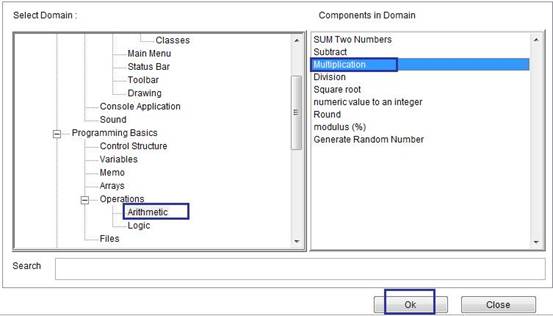 Select Domain :
Components in Domain
Classes
Main Menu
Status Bar
Toolbar
Drawing
Console Application
Sound
Programming Basics
Control Structure
Variables
Memo
Arrays
Operations
Arithmetic
Logic
Files
SUM Two Numbers
Subtract
Multiplication
Division
Square root
numeric value to an integer
Round
modulus (%)
Generate Random Number
Search
Ok
Close